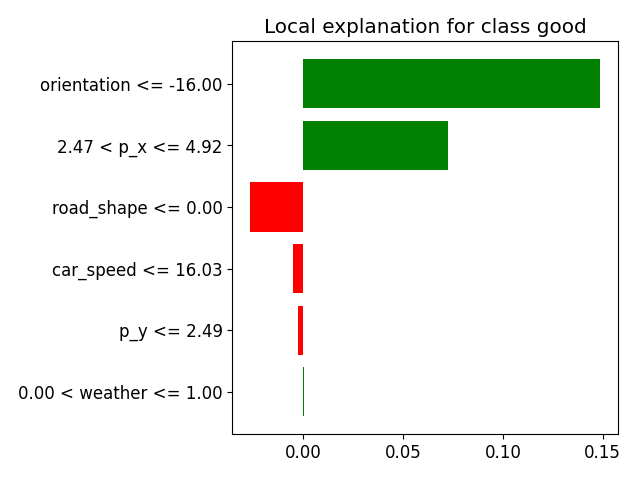 Local explanation for class good
orientation <= -16.00
2.47 < p_x <= 4.92
road_shape <= 0.00
car_speed <= 16.03
p_y <= 2.49
0.00 < weather <= 1.00
0.00 0.05 0.10 0.15